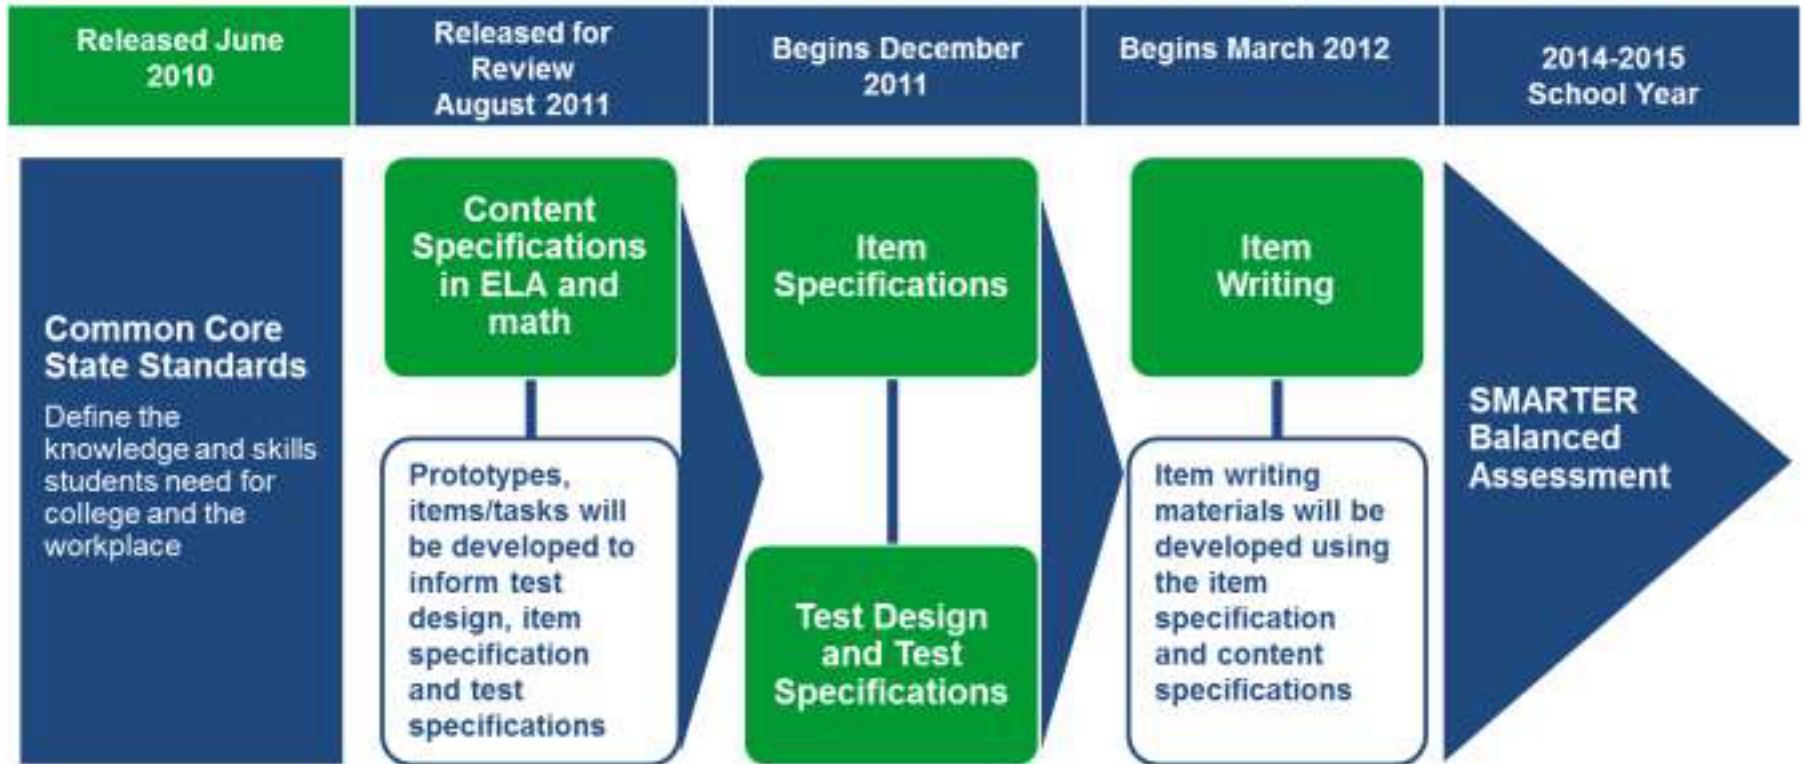 Released June
2010
Released for
Review
August 2011
Begins December
2011
Begins March 2012
2014-2015
School Year
Common Core
State Standards
Define the
knowledge and skills
students need for
college and the
workplace
Content
Specifications
in ELA and
math
Prototypes,
items/tasks will
be developed to
inform test
design, item
specification
and test
specifications
Item
Specifications
Test Design
and Test
Specifications
Item
Writing
Item writing
materials will be
developed using
the item
specification
and content
specifications
SMARTER
Balanced
Assessment